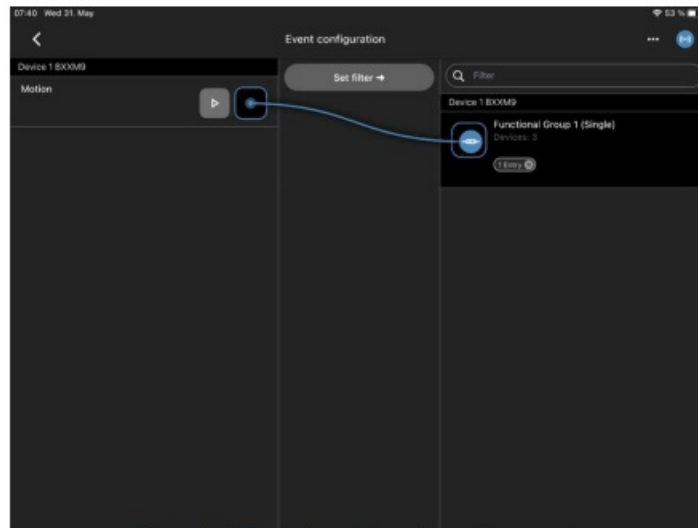 07:40 Wed 31. May
53 %
Event configuration
Device 1 BXXM9
Motion
Set filter ➔
Filter
Device 1 BXXM9
Functional Group 1 (Single)
Devices: 3
1 Entry